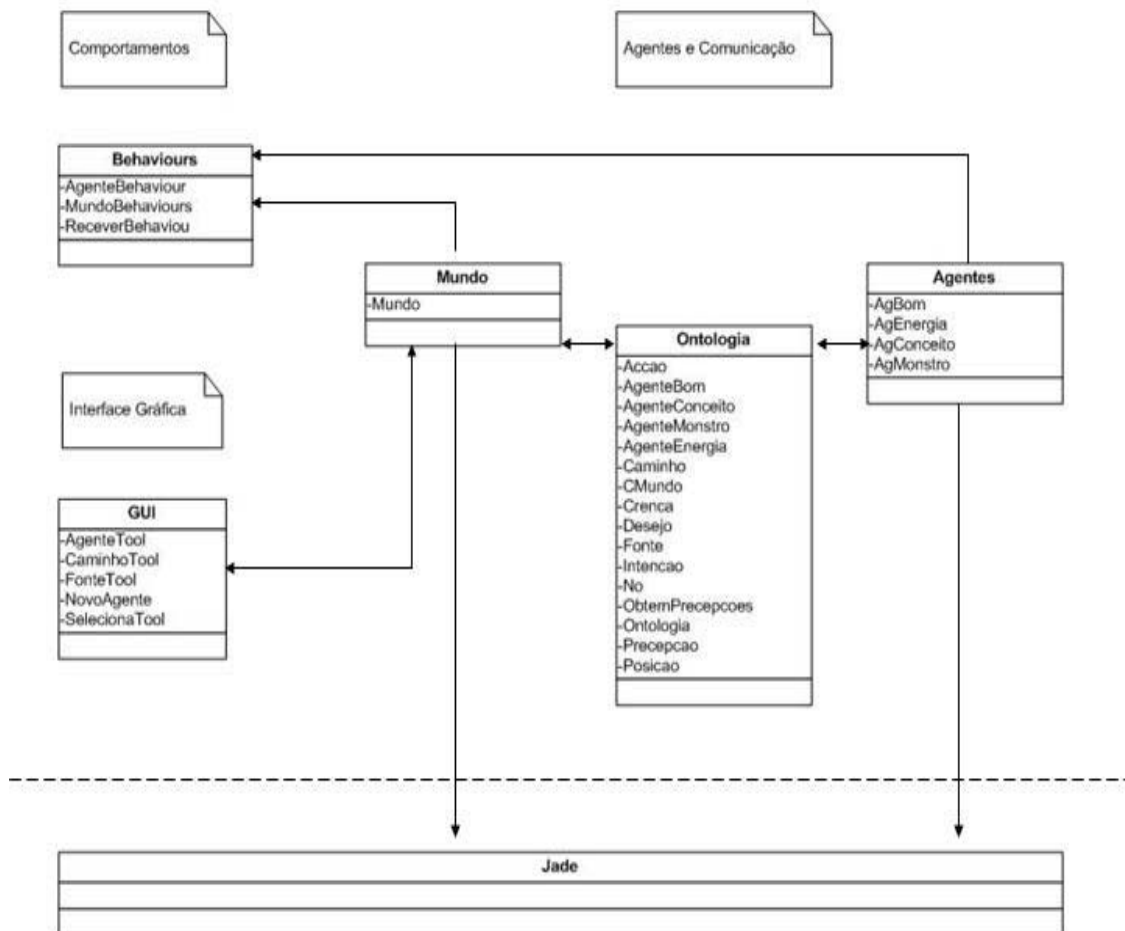 Comportamentos
Agentes e Comunicação
Behaviours
-AgenteBehaviour
-MundoBehaviours
-ReceverBehaviou
Mundo
-Mundo
Agentes
-AgBom
-AgEnergia
-AgConceito
-AgMonstro
Ontologia
-Accao
-AgenteBom
-AgenteConceito
-AgenteMonstro
-AgenteEnergia
-Caminho
-CMundo
-Crenca
-Desejo
-Fonte
-Intencao
-No
-ObtemPrecepcoes
-Ontologia
-Precepcao
-Posicao
Interface Gráfica
GUI
-AgenteTool
-CaminhoTool
-FonteTool
-NovoAgente
-SelecionaTool
Jade